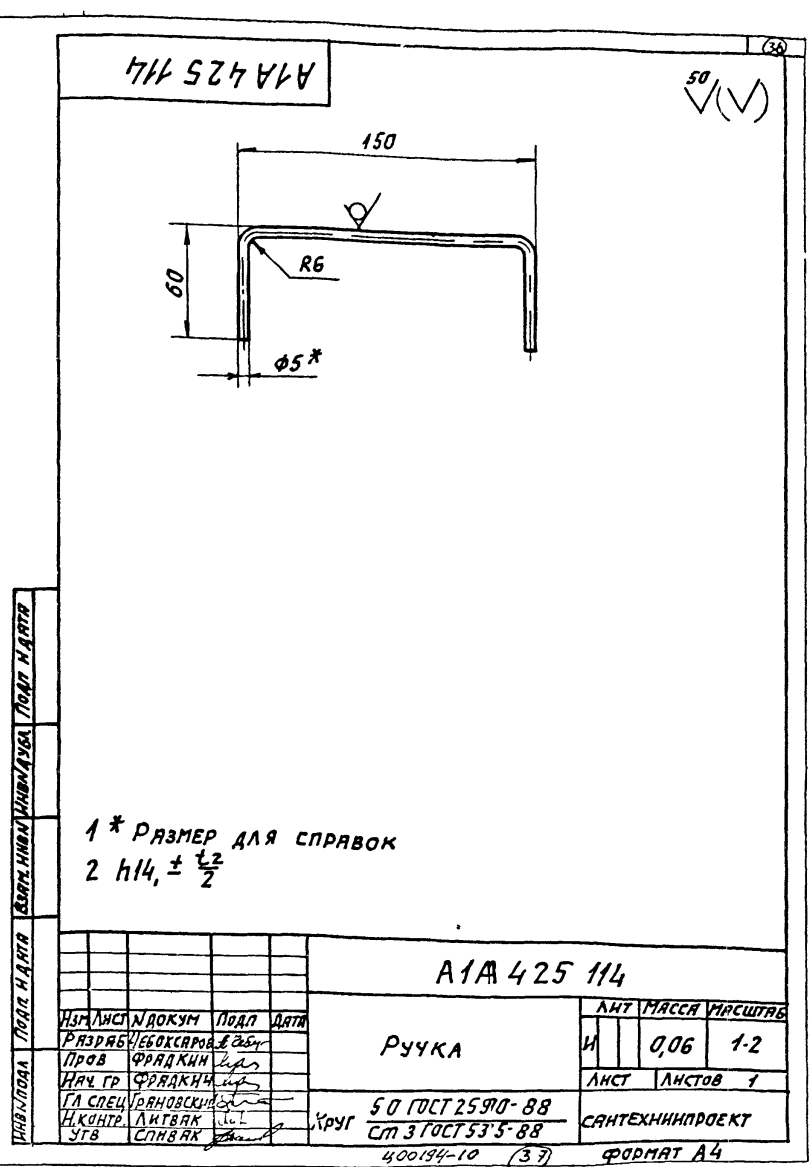 36
А1А 425 114
50
150
60
R6
Ф5*
1 * Размер для справок
2 h14, ± t2/2
Подп и дата
Взам. инв N
Инв N дубл
Подп. и дата
Инв N подл
А1А 425 114
Изм Лист N докум Подп Дата
Разраб
Пров Фрадкин
Нач. гр Фрадкин
Гл спец Грановский
Н.контр. Литвак
Утв Спивак
Ручка
Лит Масса Масштаб
И 0,06 1-2
Лист Листов 1
Круг 50 ГОСТ 2590-88
Ст 3 ГОСТ 535-88
Сантехниипроект
400194-10 (37) Формат А4